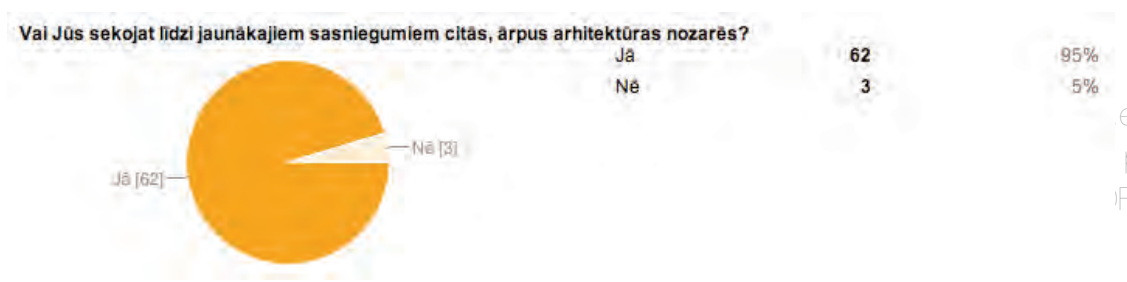 Vai Jūs sekojat līdzi jaunākajiem sasniegumiem citās, ārpus arhitektūras nozarēs?
Jā 62 95%
Nē 3 5%
Nē [3]
Jā [62]